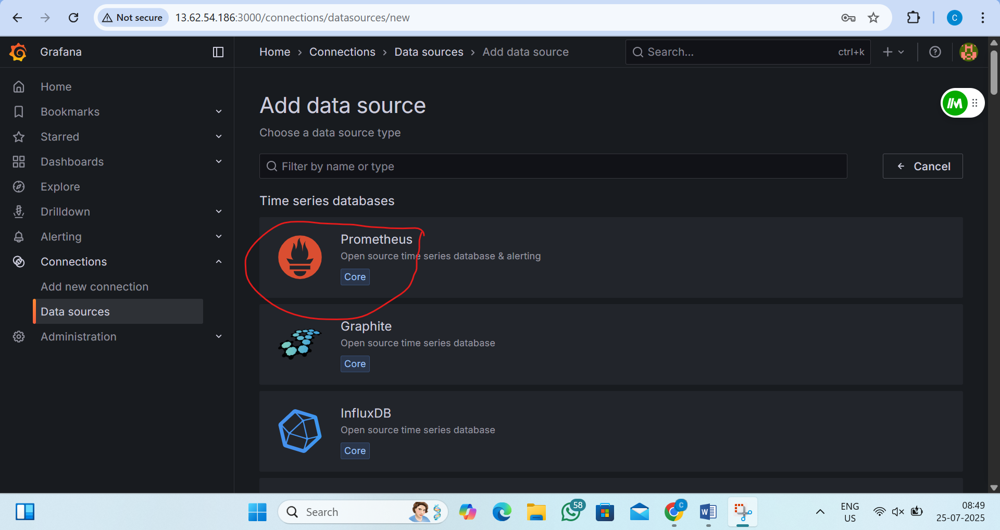 Not secure
13.62.54.186:3000/connections/datasources/new
C
Grafana
Home › Connections › Data sources › Add data source
Search...
ctrl+k
Home
Bookmarks
Starred
Dashboards
Explore
Drilldown
Alerting
Connections
Add new connection
Data sources
Administration
Add data source
Choose a data source type
Filter by name or type
Cancel
Time series databases
Prometheus
Open source time series database & alerting
Core
Graphite
Open source time series database
Core
InfluxDB
Open source time series database
Core
Search
58
C
W
ENG
US
08:49
25-07-2025